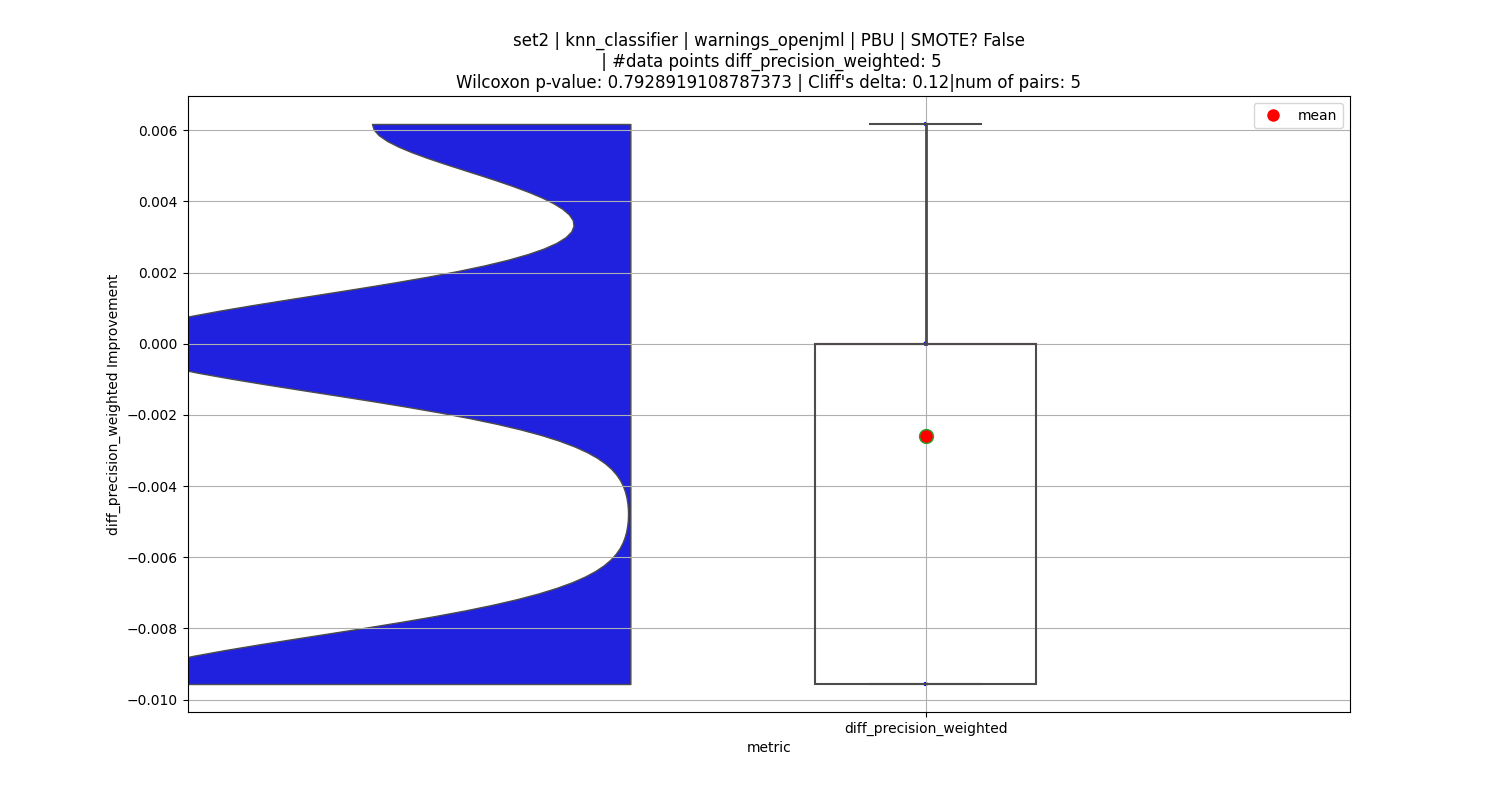 set2 | knn_classifier | warnings_openjml | PBU | SMOTE? False
| #data points diff_precision_weighted: 5
Wilcoxon p-value: 0.7928919108787373 | Cliff's delta: 0.12|num of pairs: 5
mean
0.006
0.004
0.002
0.000
−0.002
−0.004
−0.006
−0.008
−0.010
diff_precision_weighted Improvement
diff_precision_weighted
metric